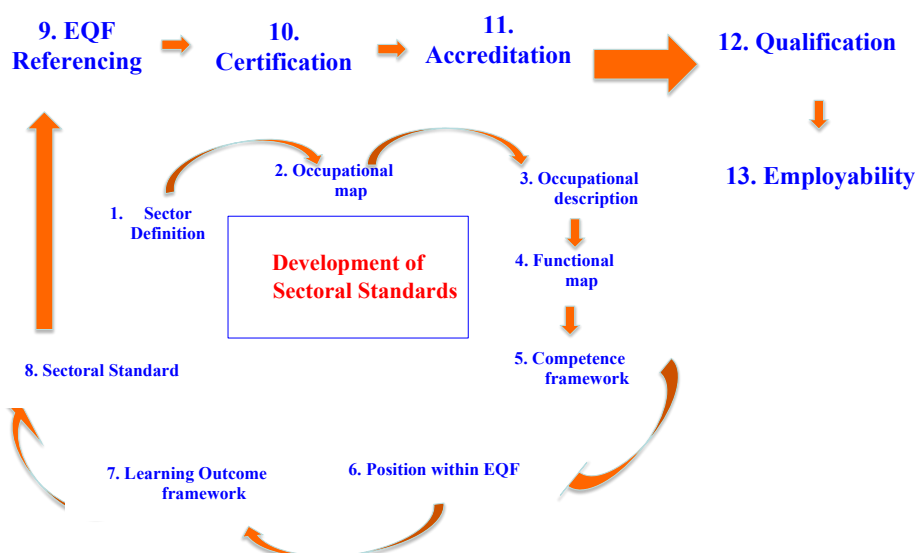 9. EQF
Referencing
10.
Certification
11.
Accreditation
12. Qualification
13. Employability
1. Sector
Definition
2. Occupational
map
3. Occupational
description
4. Functional
map
5. Competence
framework
Development of
Sectoral Standards
6. Position within EQF
7. Learning Outcome
framework
8. Sectoral Standard